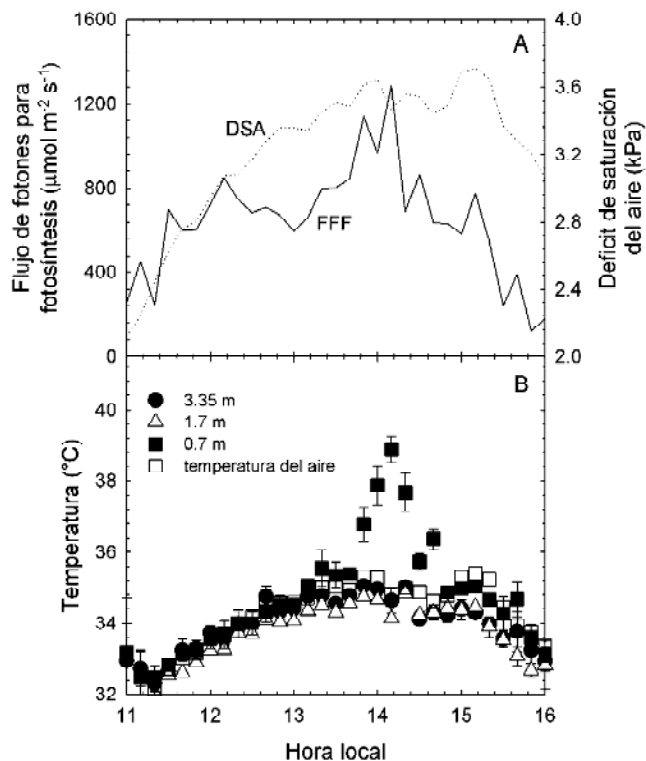 1600
1200
800
400
0
Flujo de fotones para
fotosíntesis (μmol m-2 s-1)
A
DSA
FFF
4.0
3.6
3.2
2.8
2.4
2.0
Deficit de saturación
del aire (kPa)
B
3.35 m
1.7 m
0.7 m
temperatura del aire
40
38
36
34
32
Temperatura (°C)
11
12
13
14
15
16
Hora local